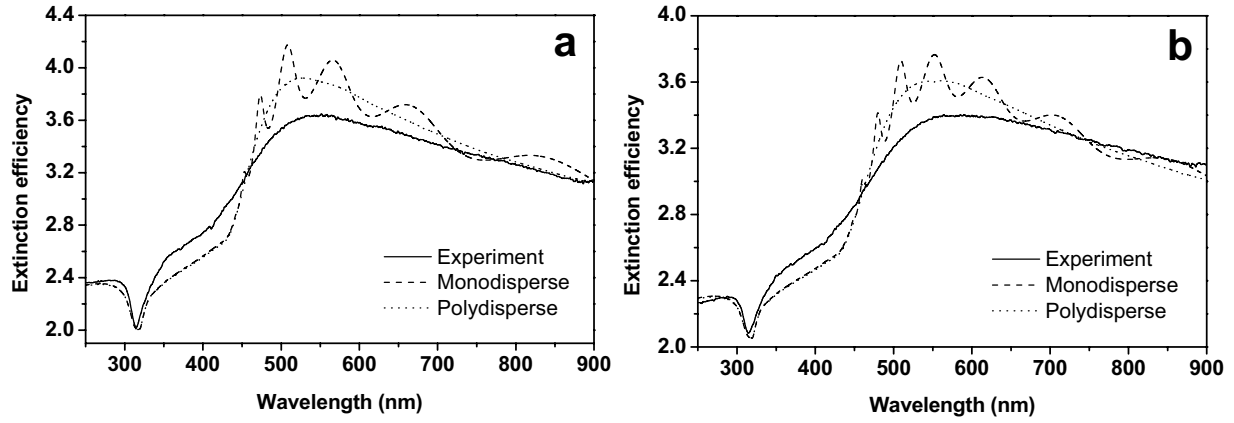 a
4.4
4.0
3.6
3.2
2.8
2.4
2.0
Extinction efficiency
Experiment
Monodisperse
Polydisperse
300 400 500 600 700 800 900
Wavelength (nm)
b
4.0
3.6
3.2
2.8
2.4
2.0
Extinction efficiency
Experiment
Monodisperse
Polydisperse
300 400 500 600 700 800 900
Wavelength (nm)